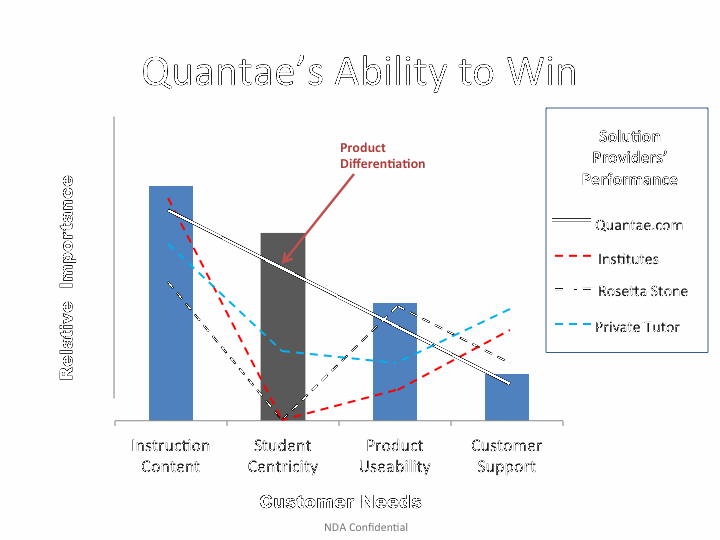 Quantae’s Ability to Win
Product
Differentiation
Solution
Providers’
Performance
Quantae.com
Institutes
Rosetta Stone
Private Tutor
Relative Importance
Instruction
Content
Student
Centricity
Product
Useability
Customer
Support
Customer Needs
NDA Confidential